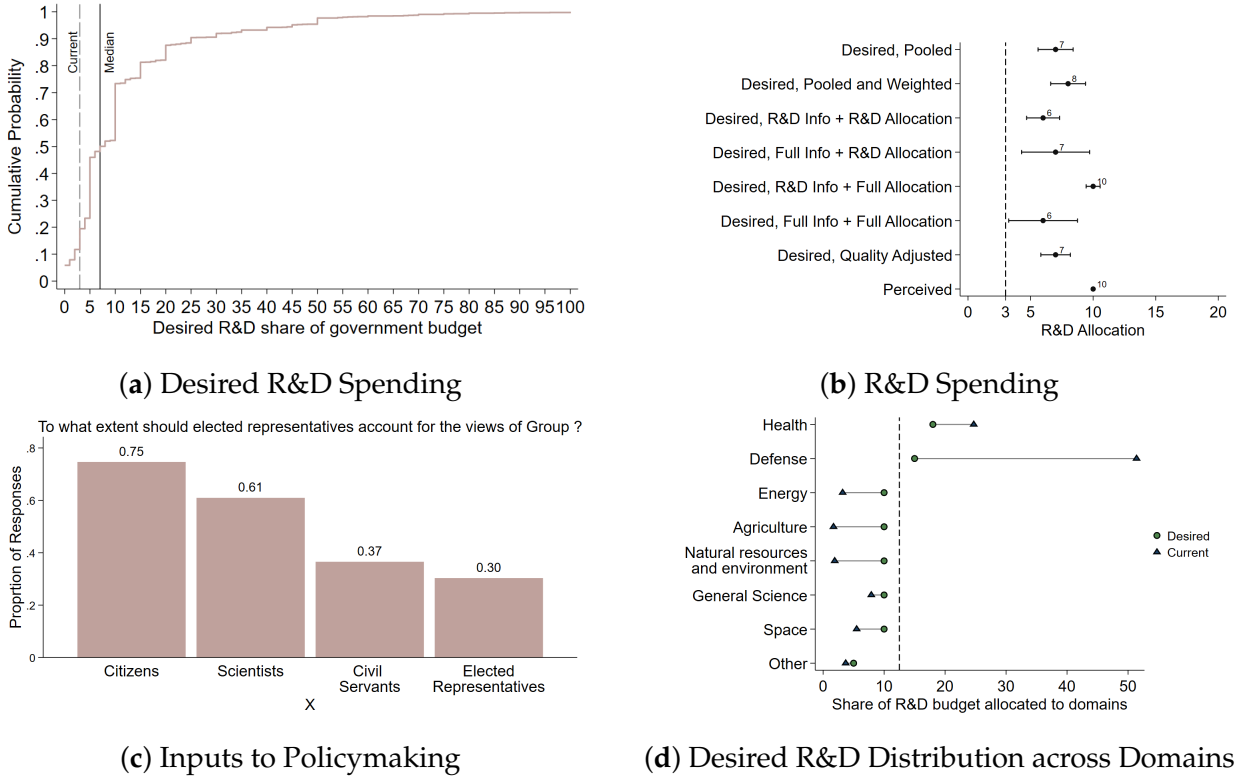 1
.9
.8
.7
.6
.5
.4
.3
.2
.1
0
Cumulative Probability
Current
Median
0 5 10 15 20 25 30 35 40 45 50 55 60 65 70 75 80 85 90 95 100
Desired R&D share of government budget
(a) Desired R&D Spending
Desired, Pooled
7
Desired, Pooled and Weighted
8
Desired, R&D Info + R&D Allocation
6
Desired, Full Info + R&D Allocation
7
Desired, R&D Info + Full Allocation
10
Desired, Full Info + Full Allocation
6
Desired, Quality Adjusted
7
Perceived
10
0 3 5 10 15 20
R&D Allocation
(b) R&D Spending
To what extent should elected representatives account for the views of Group ?
.8
.6
.4
.2
0
Proprtion of Responses
0.75
0.61
0.37
0.30
Citizens
Scientists
Civil
Servants
Elected
Representatives
X
(c) Inputs to Policymaking
Health
Defense
Energy
Agriculture
Natural resources
and environment
General Science
Space
Other
Desired
Current
0 10 20 30 40 50
Share of R&D budget allocated to domains
(d) Desired R&D Distribution across Domains